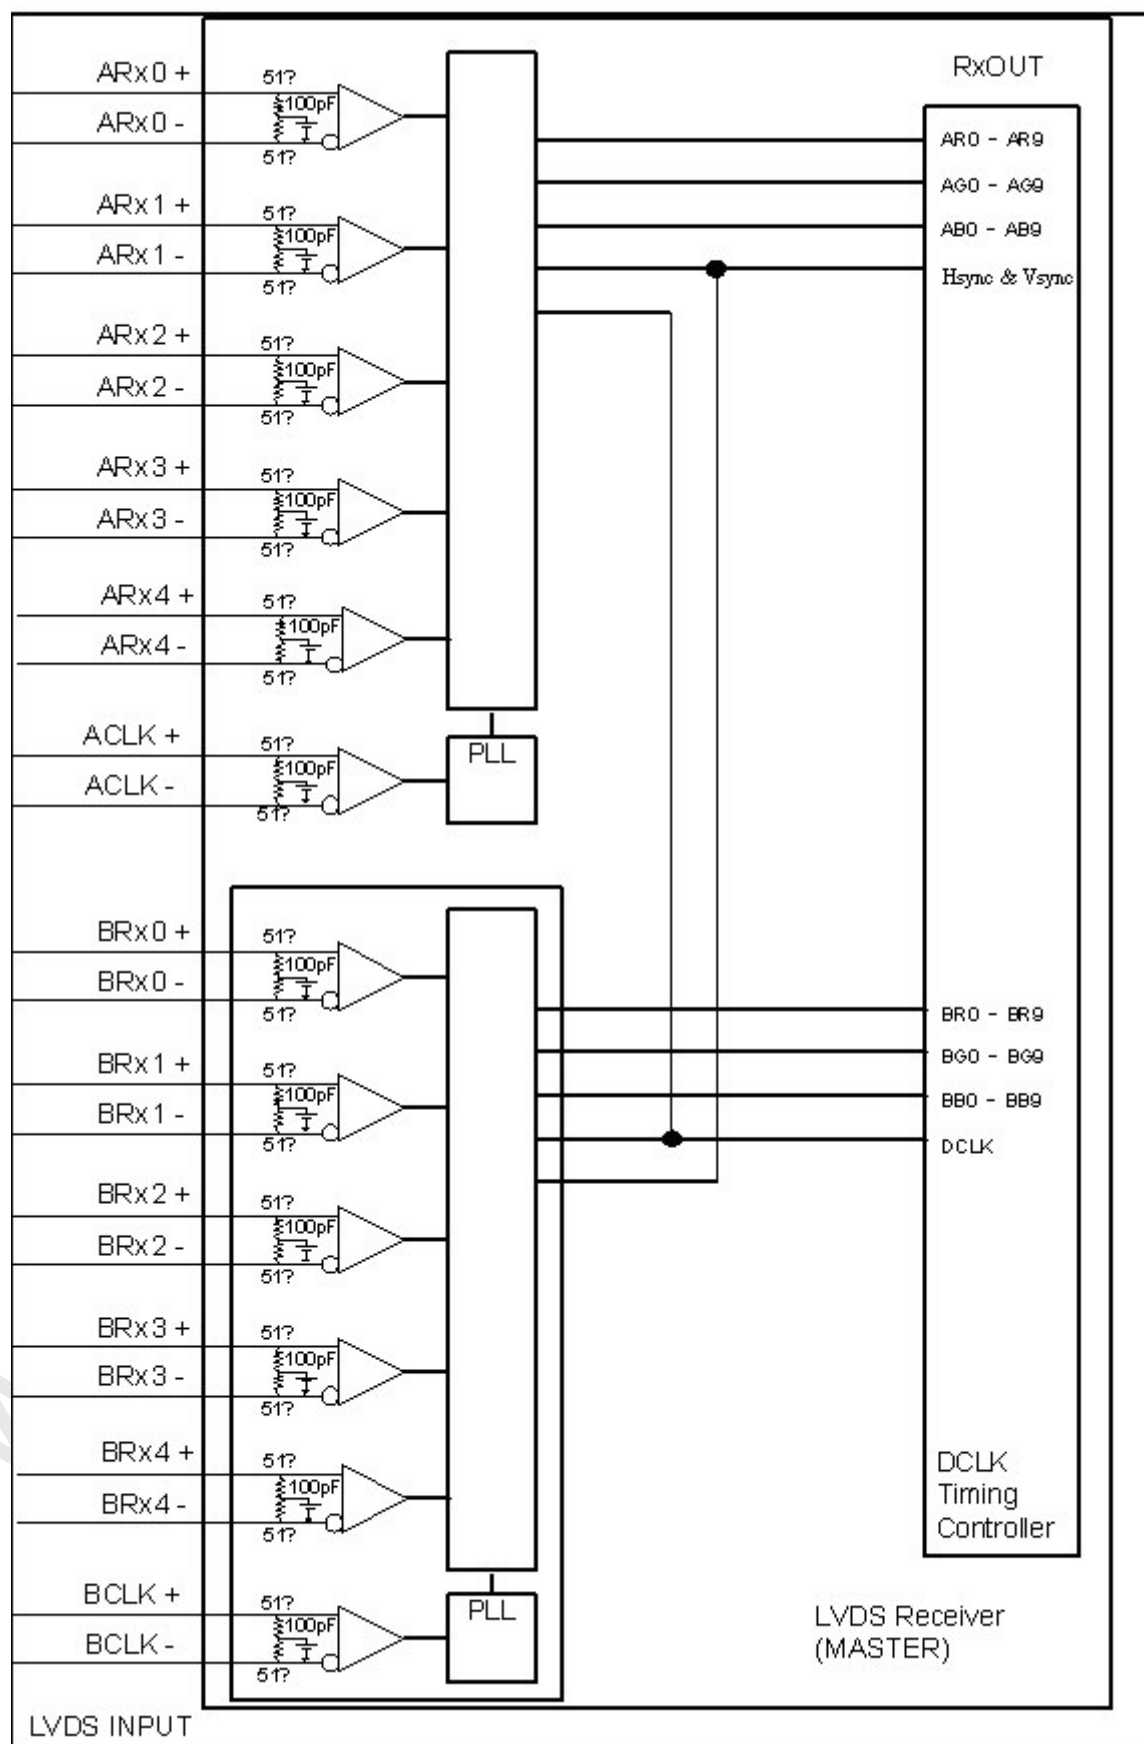 RxOUT
ARx0 +
51?
100pF
ARx0 -
51?
AR0 - AR9
AG0 - AG9
AB0 - AB9
Hsync & Vsync
ARx1 +
51?
100pF
ARx1 -
51?
ARx2 +
51?
100pF
ARx2 -
51?
ARx3 +
51?
100pF
ARx3 -
51?
ARx4 +
51?
100pF
ARx4 -
51?
ACLK +
51?
100pF
ACLK -
51?
PLL
BRx0 +
51?
100pF
BRx0 -
51?
BR0 - BR9
BG0 - BG9
BB0 - BB9
DCLK
BRx1 +
51?
100pF
BRx1 -
51?
BRx2 +
51?
100pF
BRx2 -
51?
BRx3 +
51?
100pF
BRx3 -
51?
BRx4 +
51?
100pF
BRx4 -
51?
DCLK
Timing
Controller
BCLK +
51?
100pF
BCLK -
51?
PLL
LVDS Receiver
(MASTER)
LVDS INPUT